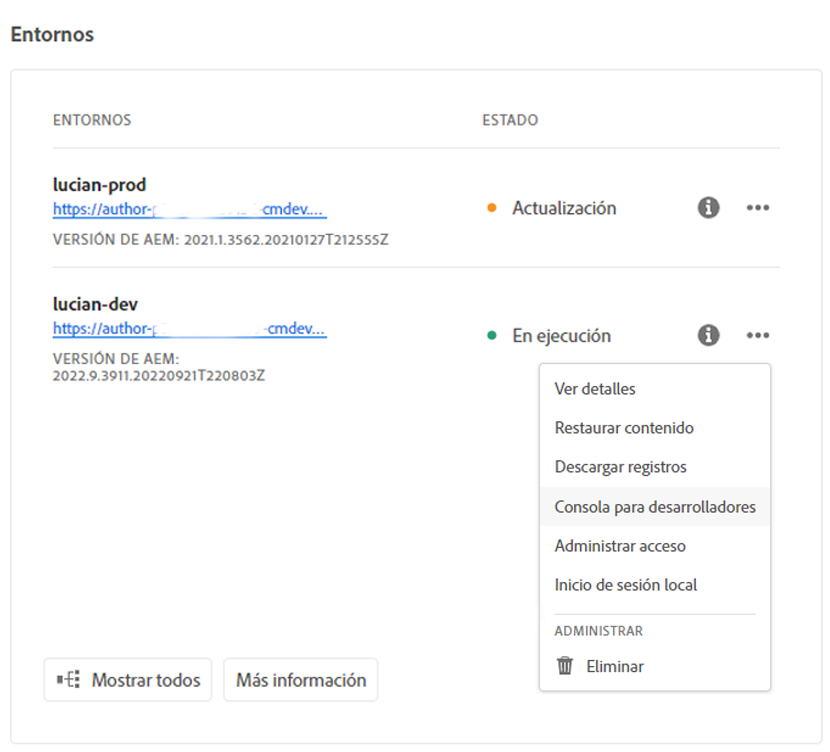 Entornos
ENTORNOS ESTADO
lucian-prod
https://author- -cmdev....
Actualización
VERSIÓN DE AEM: 2021.1.3562.20210127T212555Z
lucian-dev
https://author- -cmdev...
En ejecución
VERSIÓN DE AEM:
2022.9.3911.20220921T220803Z
Ver detalles
Restaurar contenido
Descargar registros
Consola para desarrolladores
Administrar acceso
Inicio de sesión local
ADMINISTRAR
Eliminar
Mostrar todos Más información